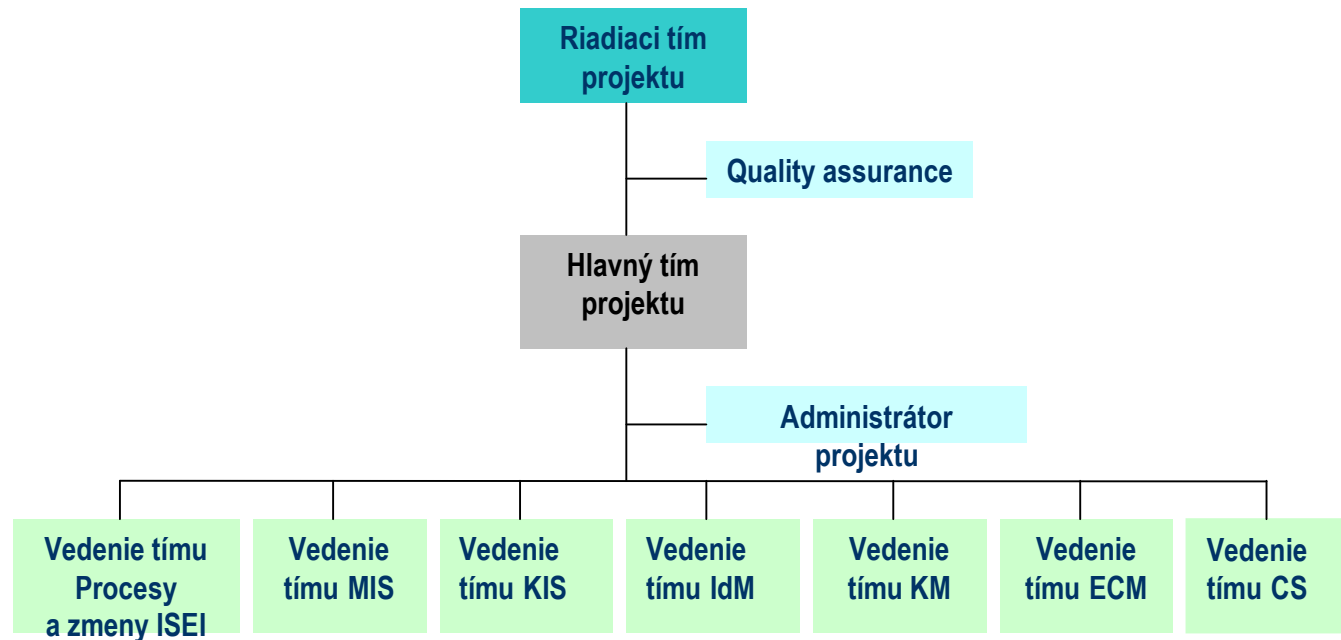 Riadiaci tím
projektu
Quality assurance
Hlavný tím
projektu
Administrátor
projektu
Vedenie tímu
Procesy
a zmeny ISEI
Vedenie
tímu MIS
Vedenie
tímu KIS
Vedenie
tímu IdM
Vedenie
tímu KM
Vedenie
tímu ECM
Vedenie
tímu CS